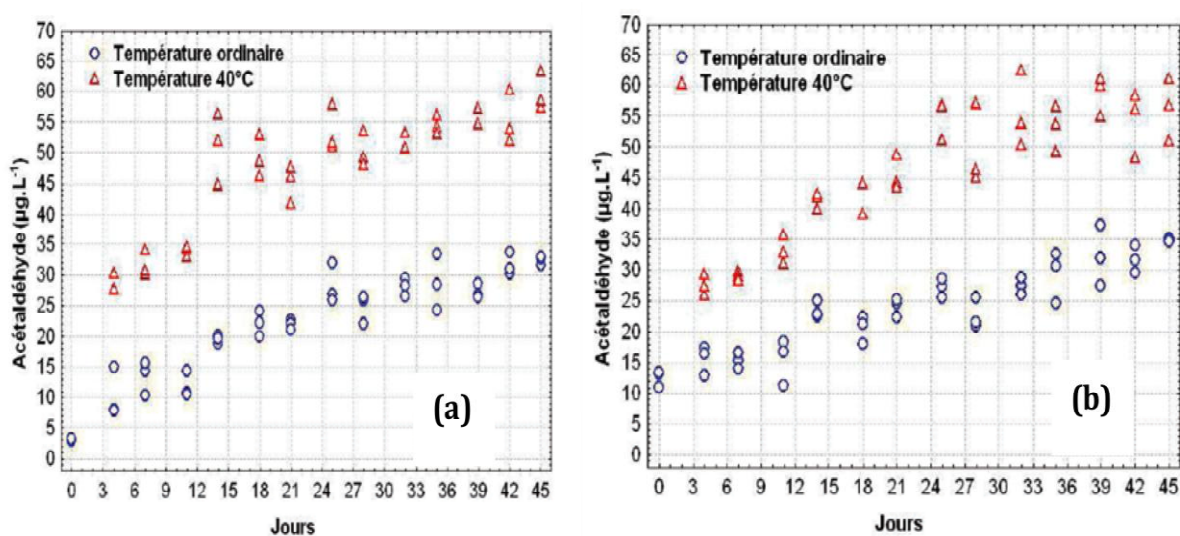 70
65
60
55
50
45
40
35
30
25
20
15
10
5
0
Acétaldéhyde (µg.L⁻¹)
Température ordinaire
Température 40°C
(a)
0 3 6 9 12 15 18 21 24 27 30 33 36 39 42 45
Jours
70
65
60
55
50
45
40
35
30
25
20
15
10
5
0
Acétaldéhyde (µg.L⁻¹)
Température ordinaire
Température 40°C
(b)
0 3 6 9 12 15 18 21 24 27 30 33 36 39 42 45
Jours